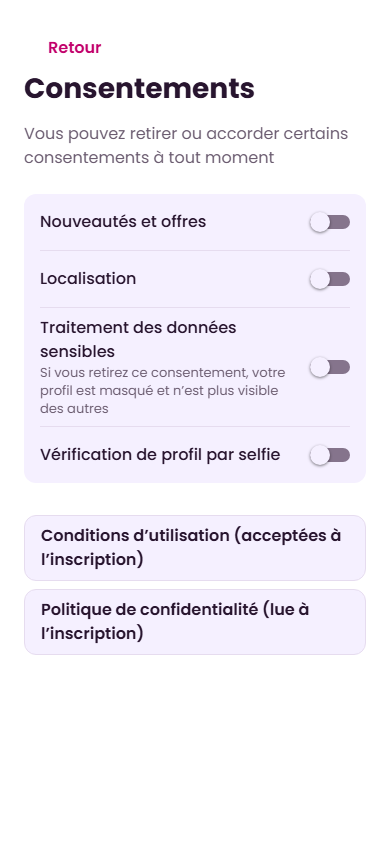 Retour
Consentements
Vous pouvez retirer ou accorder certains
consentements à tout moment
Nouveautés et offres
Localisation
Traitement des données
sensibles
Si vous retirez ce consentement, votre
profil est masqué et n’est plus visible
des autres
Vérification de profil par selfie
Conditions d’utilisation (acceptées à
l’inscription)
Politique de confidentialité (lue à
l’inscription)